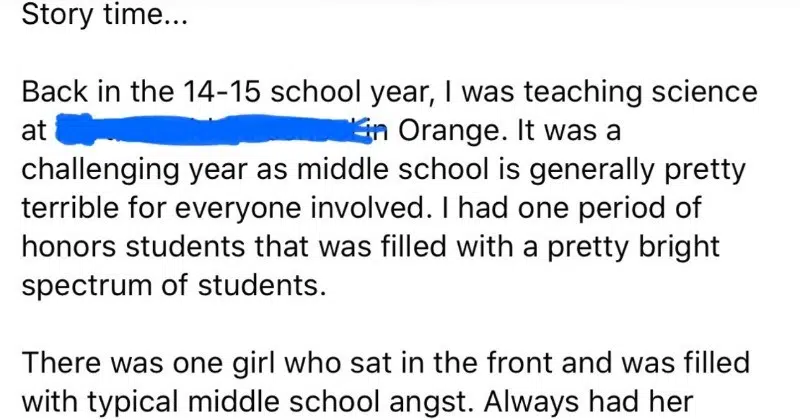 Story time...
Back in the 14-15 school year, I was teaching science
at in Orange. It was a
challenging year as middle school is generally pretty
terrible for everyone involved. I had one period of
honors students that was filled with a pretty bright
spectrum of students.
There was one girl who sat in the front and was filled
with typical middle school angst. Always had her